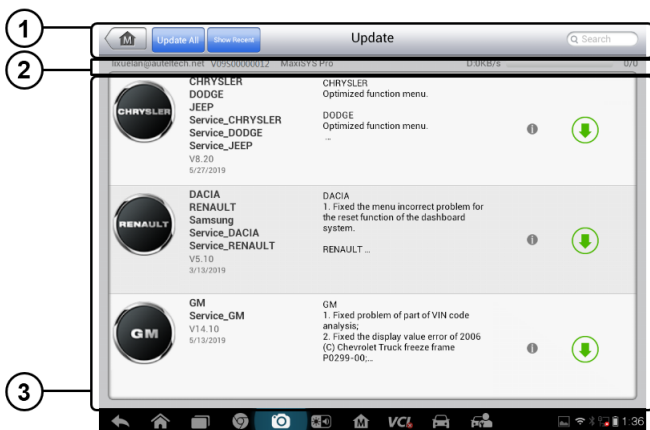 1
Update All
Show Recent
Update
Search
2
lixuelan@auteltech.net V09500000012 MaxiSYS Pro D:0KB/s 0/0
CHRYSLER
DODGE
JEEP
Service_CHRYSLER
Service_DODGE
Service_JEEP
V8.20
5/27/2019
CHRYSLER
Optimized function menu.
DODGE
Optimized function menu.
...
CHRYSLER
DACIA
RENAULT
Samsung
Service_DACIA
Service_RENAULT
V5.10
3/13/2019
DACIA
1. Fixed the menu incorrect problem for
the reset function of the dashboard
system.
RENAULT ...
RENAULT
GM
Service_GM
V14.10
5/13/2019
GM
1. Fixed problem of part of VIN code
analysis;
2. Fixed the display value error of 2006
(C) Chevrolet Truck freeze frame
P0299-00;...
GM
3
M
VCI
1:36